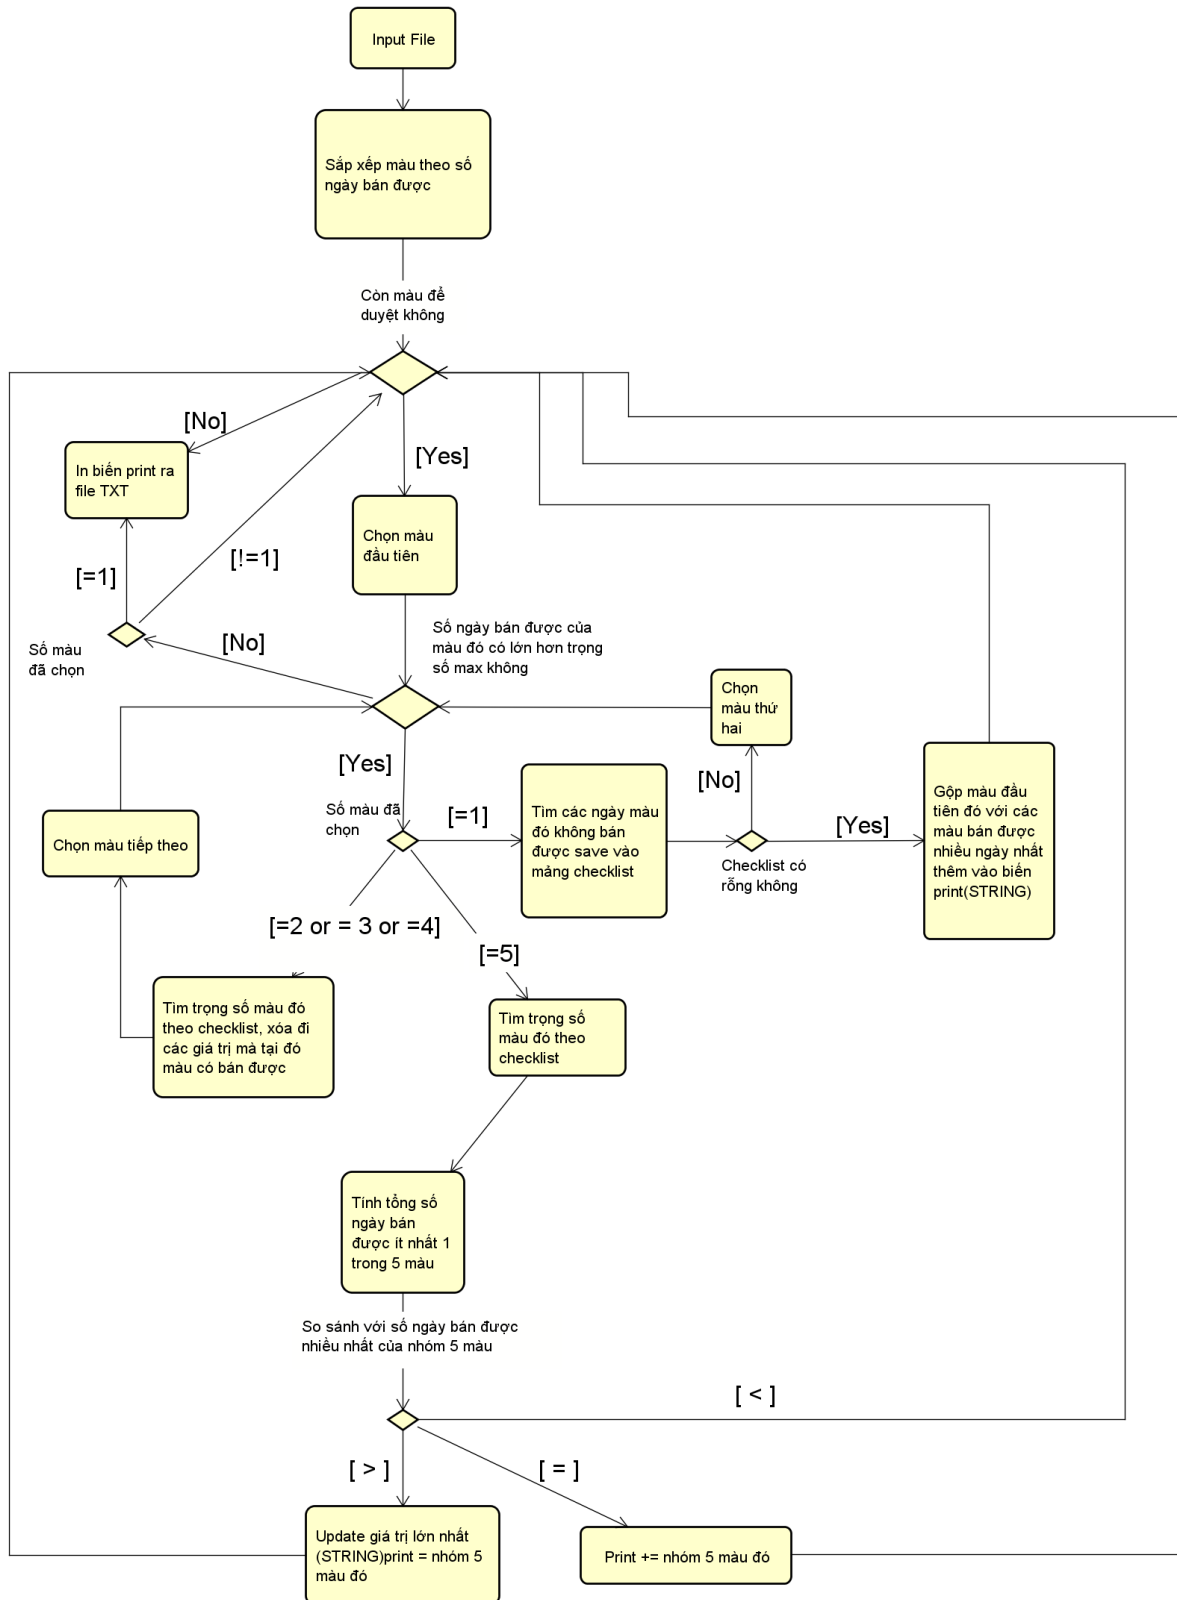 Input File
Sắp xếp màu theo số
ngày bán được
Còn màu để
duyệt không
[No]
[Yes]
In biến print ra
file TXT
Chọn màu
đầu tiên
[=1]
[!=1]
Số màu
đã chọn
[No]
Số ngày bán được của
màu đó có lớn hơn trọng
số max không
Chọn
màu thứ
hai
[Yes]
[No]
Chọn màu tiếp theo
Số màu đã
chọn
[=1]
Tìm các ngày màu
đó không bán
được save vào
mảng checklist
Checklist có
rỗng không
[Yes]
Gộp màu đầu
tiên đó với các
màu bán được
nhiều ngày nhất
thêm vào biến
print(STRING)
[=2 or = 3 or =4]
[=5]
Tìm trọng số màu đó
theo checklist, xóa đi
các giá trị mà tại đó
màu có bán được
Tìm trọng số
màu đó theo
checklist
Tính tổng số
ngày bán
được ít nhất 1
trong 5 màu
So sánh với số ngày bán được
nhiều nhất của nhóm 5 màu
[ < ]
[ > ]
[ = ]
Update giá trị lớn nhất
(STRING)print = nhóm 5
màu đó
Print += nhóm 5 màu đó